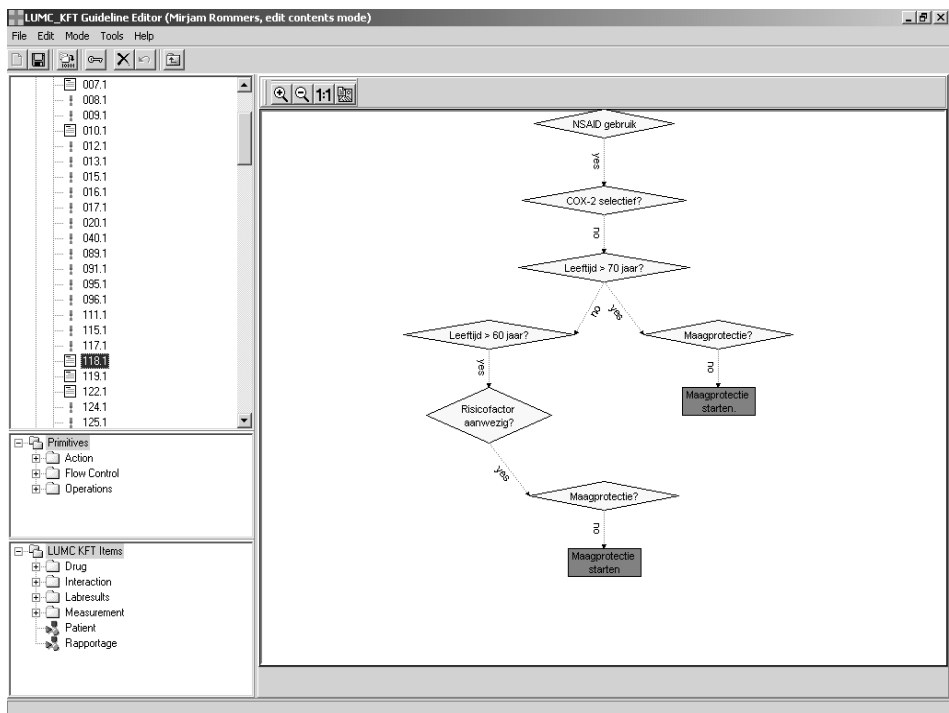 LUMC_KFT Guideline Editor (Mirjam Rommers, edit contents mode)
File Edit Mode Tools Help
1:1
007.1
008.1
009.1
010.1
012.1
013.1
015.1
016.1
017.1
020.1
040.1
089.1
091.1
095.1
096.1
111.1
115.1
117.1
118.1
119.1
122.1
124.1
125.1
Primitives
Action
Flow Control
Operations
LUMC KFT Items
Drug
Interaction
Labresults
Measurement
Patient
Rapportage
NSAID gebruik
yes
COX-2 selectief?
no
Leeftijd > 70 jaar?
no
yes
Leeftijd > 60 jaar?
Maagprotectie?
yes
no
Maagprotectie
starten.
Risicofactor
aanwezig?
yes
Maagprotectie?
no
Maagprotectie
starten